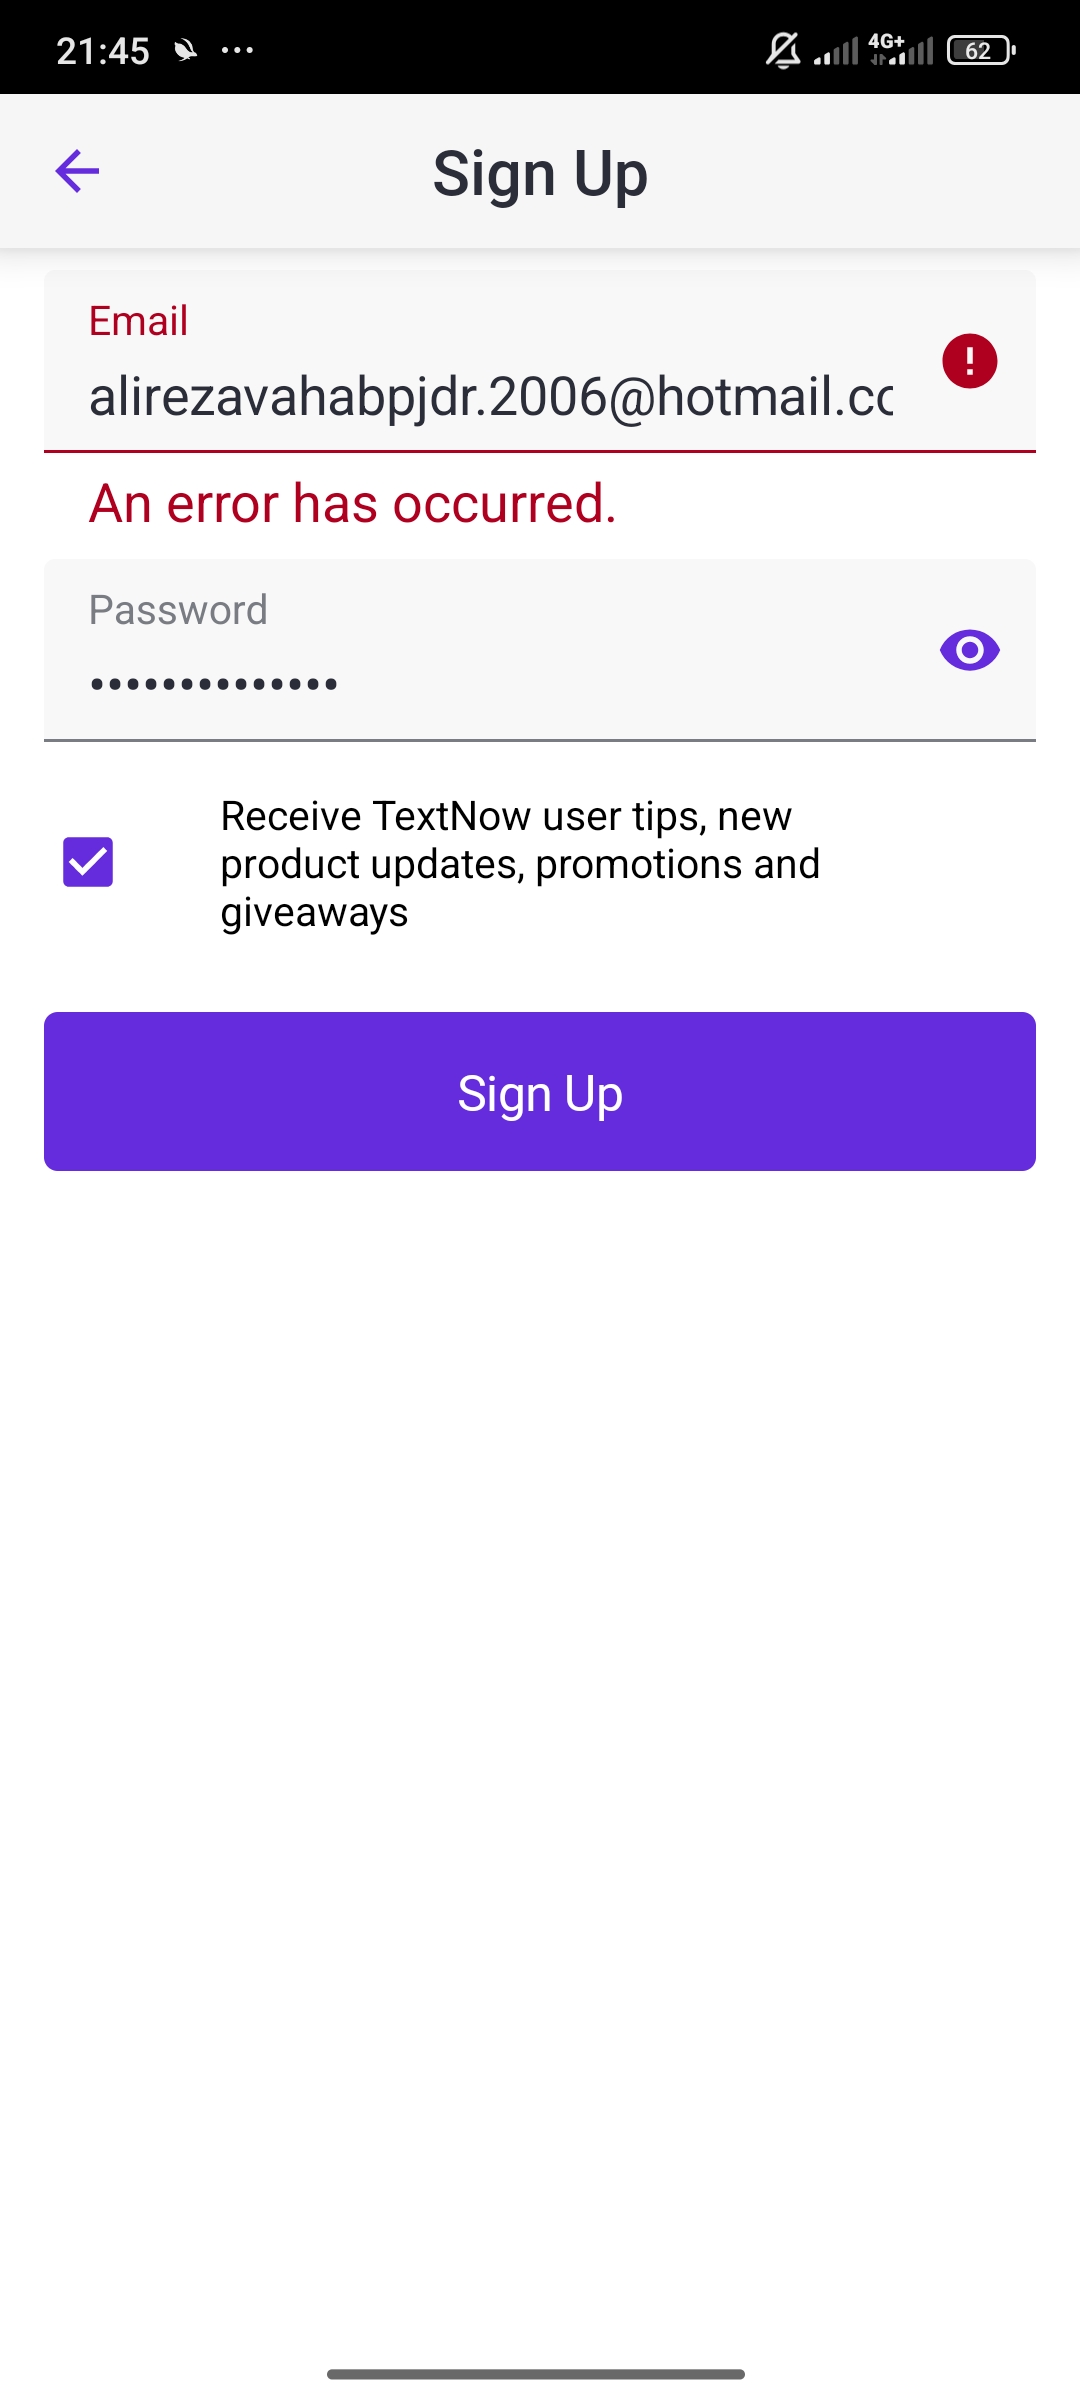 21:45
4G+
62
Sign Up
Email
alirezavahabpjdr.2006@hotmail.cc
An error has occurred.
Password
Receive TextNow user tips, new
product updates, promotions and
giveaways
Sign Up